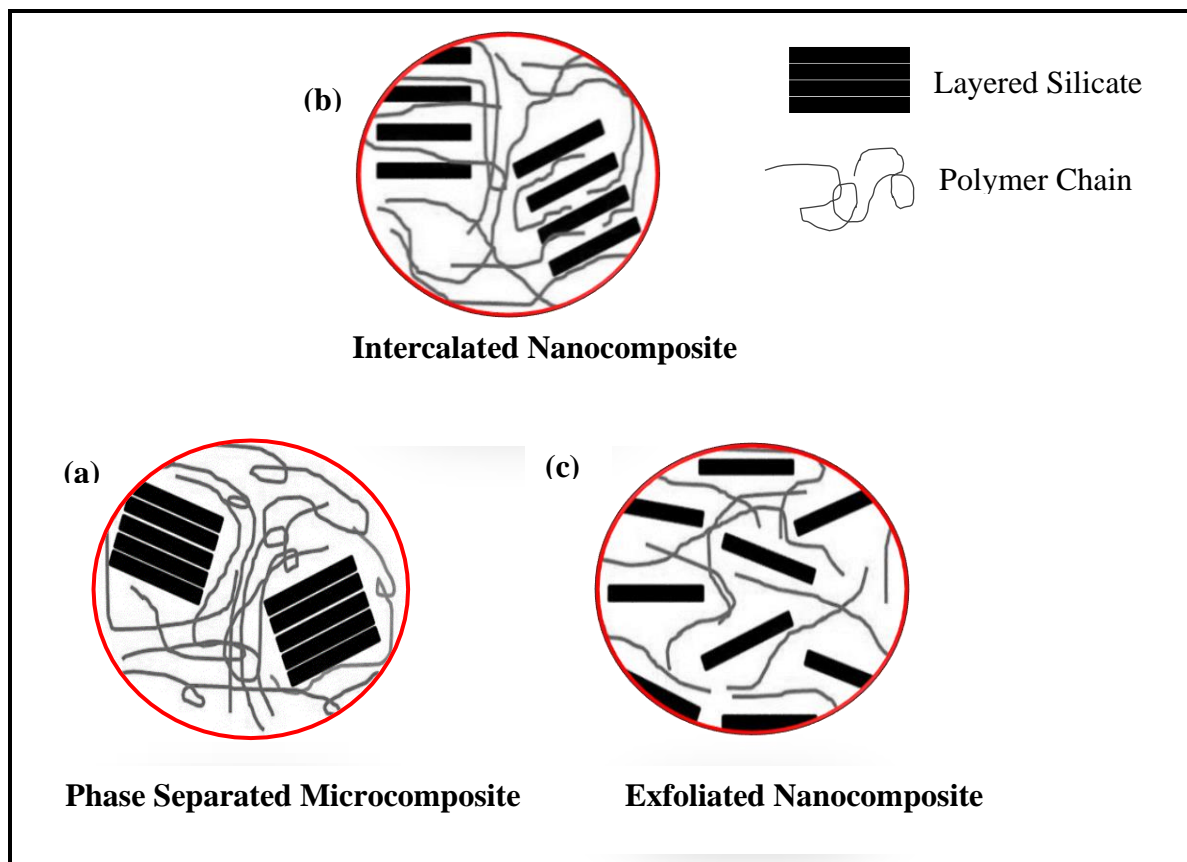 (b)
Layered Silicate
Polymer Chain
Intercalated Nanocomposite
(a)
(c)
Phase Separated Microcomposite
Exfoliated Nanocomposite